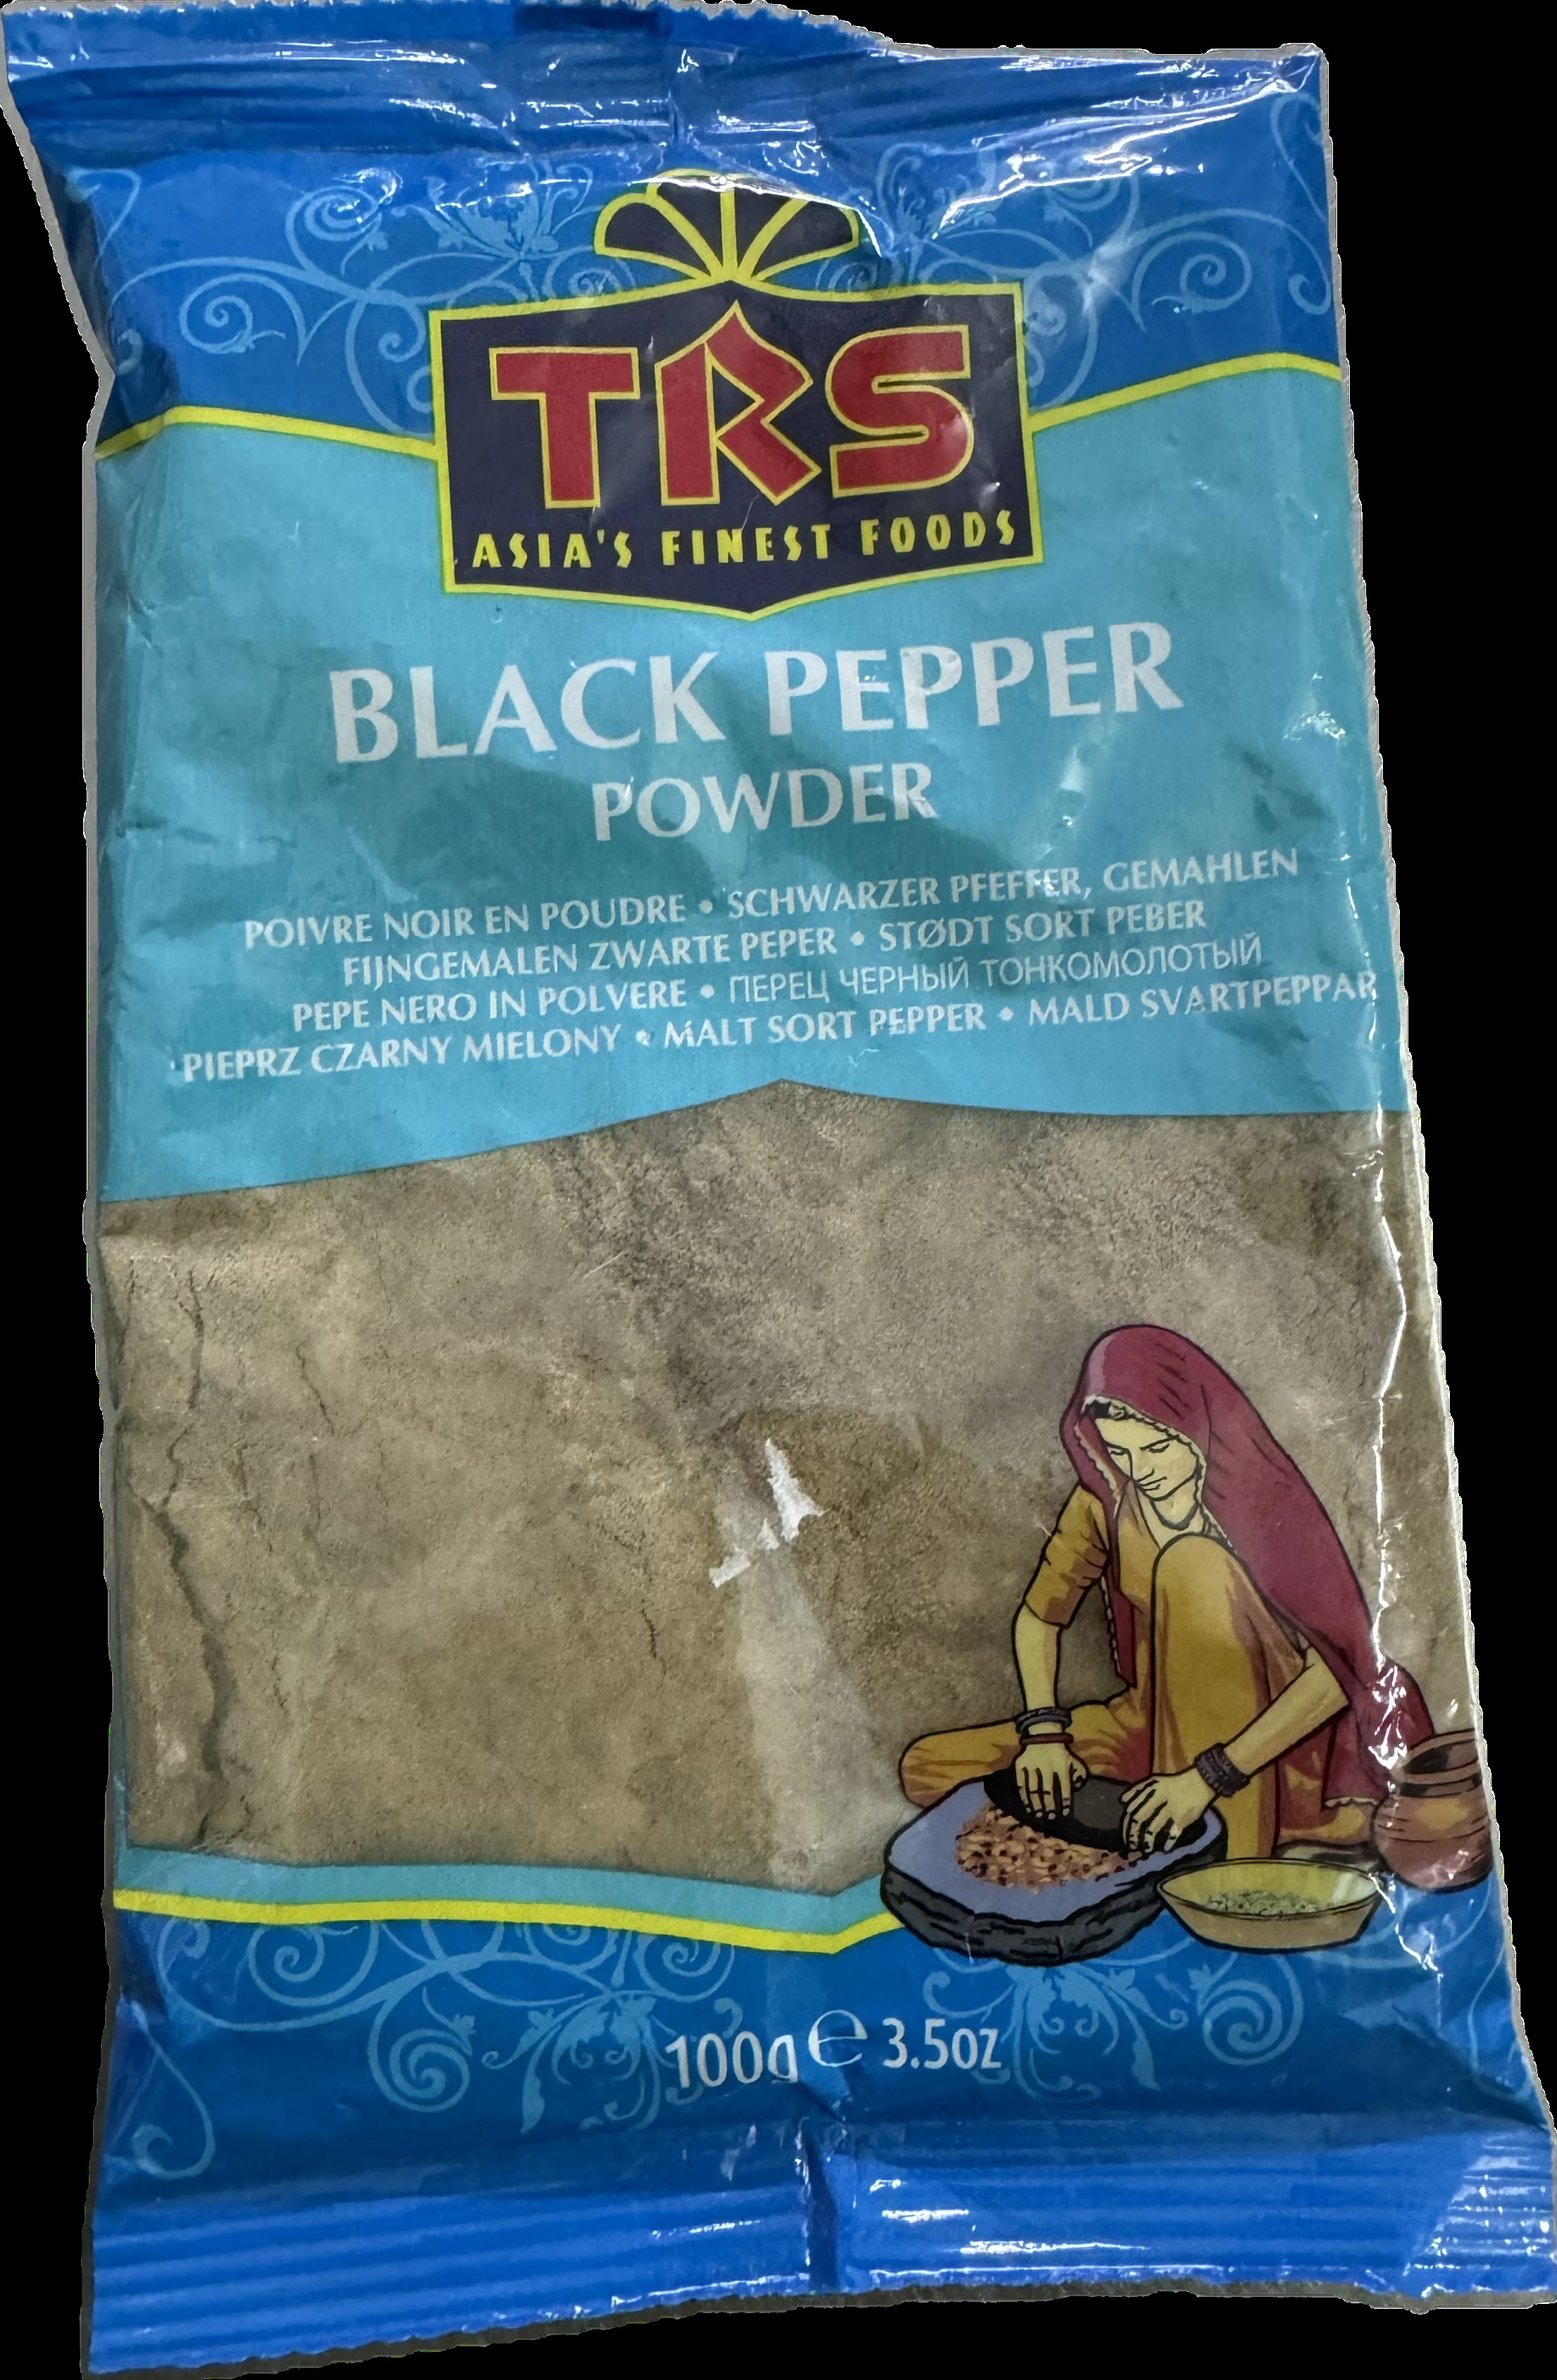 TRS
ASIA'S FINEST FOODS
BLACK PEPPER
POWDER
POIVRE NOIR EN POUDRE • SCHWARZER PFEFFER, GEMAHLEN
FIJNGEMALEN ZWARTE PEPER • STØDT SORT PEBER
PEPE NERO IN POLVERE • ПЕРЕЦ ЧЕРНЫЙ ТОНКОМОЛОТЫЙ
PIEPRZ CZARNY MIELONY • MALT SORT PEPPER • MALD SVARTPEPPAR
100g ℮ 3.5oz